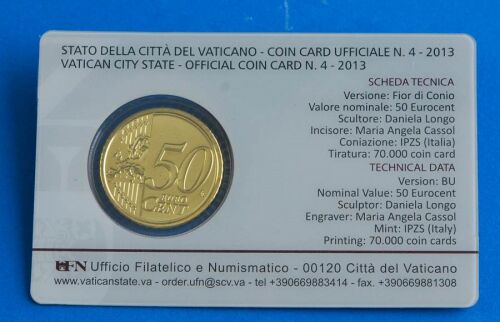 STATO DELLA CITTÀ DEL VATICANO - COIN CARD UFFICIALE N. 4 - 2013
VATICAN CITY STATE - OFFICIAL COIN CARD N. 4 - 2013
SCHEDA TECNICA
Versione: Fior di Conio
Valore nominale: 50 Eurocent
Scultore: Daniela Longo
Incisore: Maria Angela Cassol
Coniazione: IPZS (Italia)
Tiratura: 70.000 coin card
TECHNICAL DATA
Version: BU
Nominal Value: 50 Eurocent
Sculptor: Daniela Longo
Engraver: Maria Angela Cassol
Mint: IPZS (Italy)
Printing: 70.000 coin cards
50
EURO
CENT
UFN Ufficio Filatelico e Numismatico - 00120 Città del Vaticano
www.vaticanstate.va - order.ufn@scv.va - tel +390669883414 - fax. +390669881308